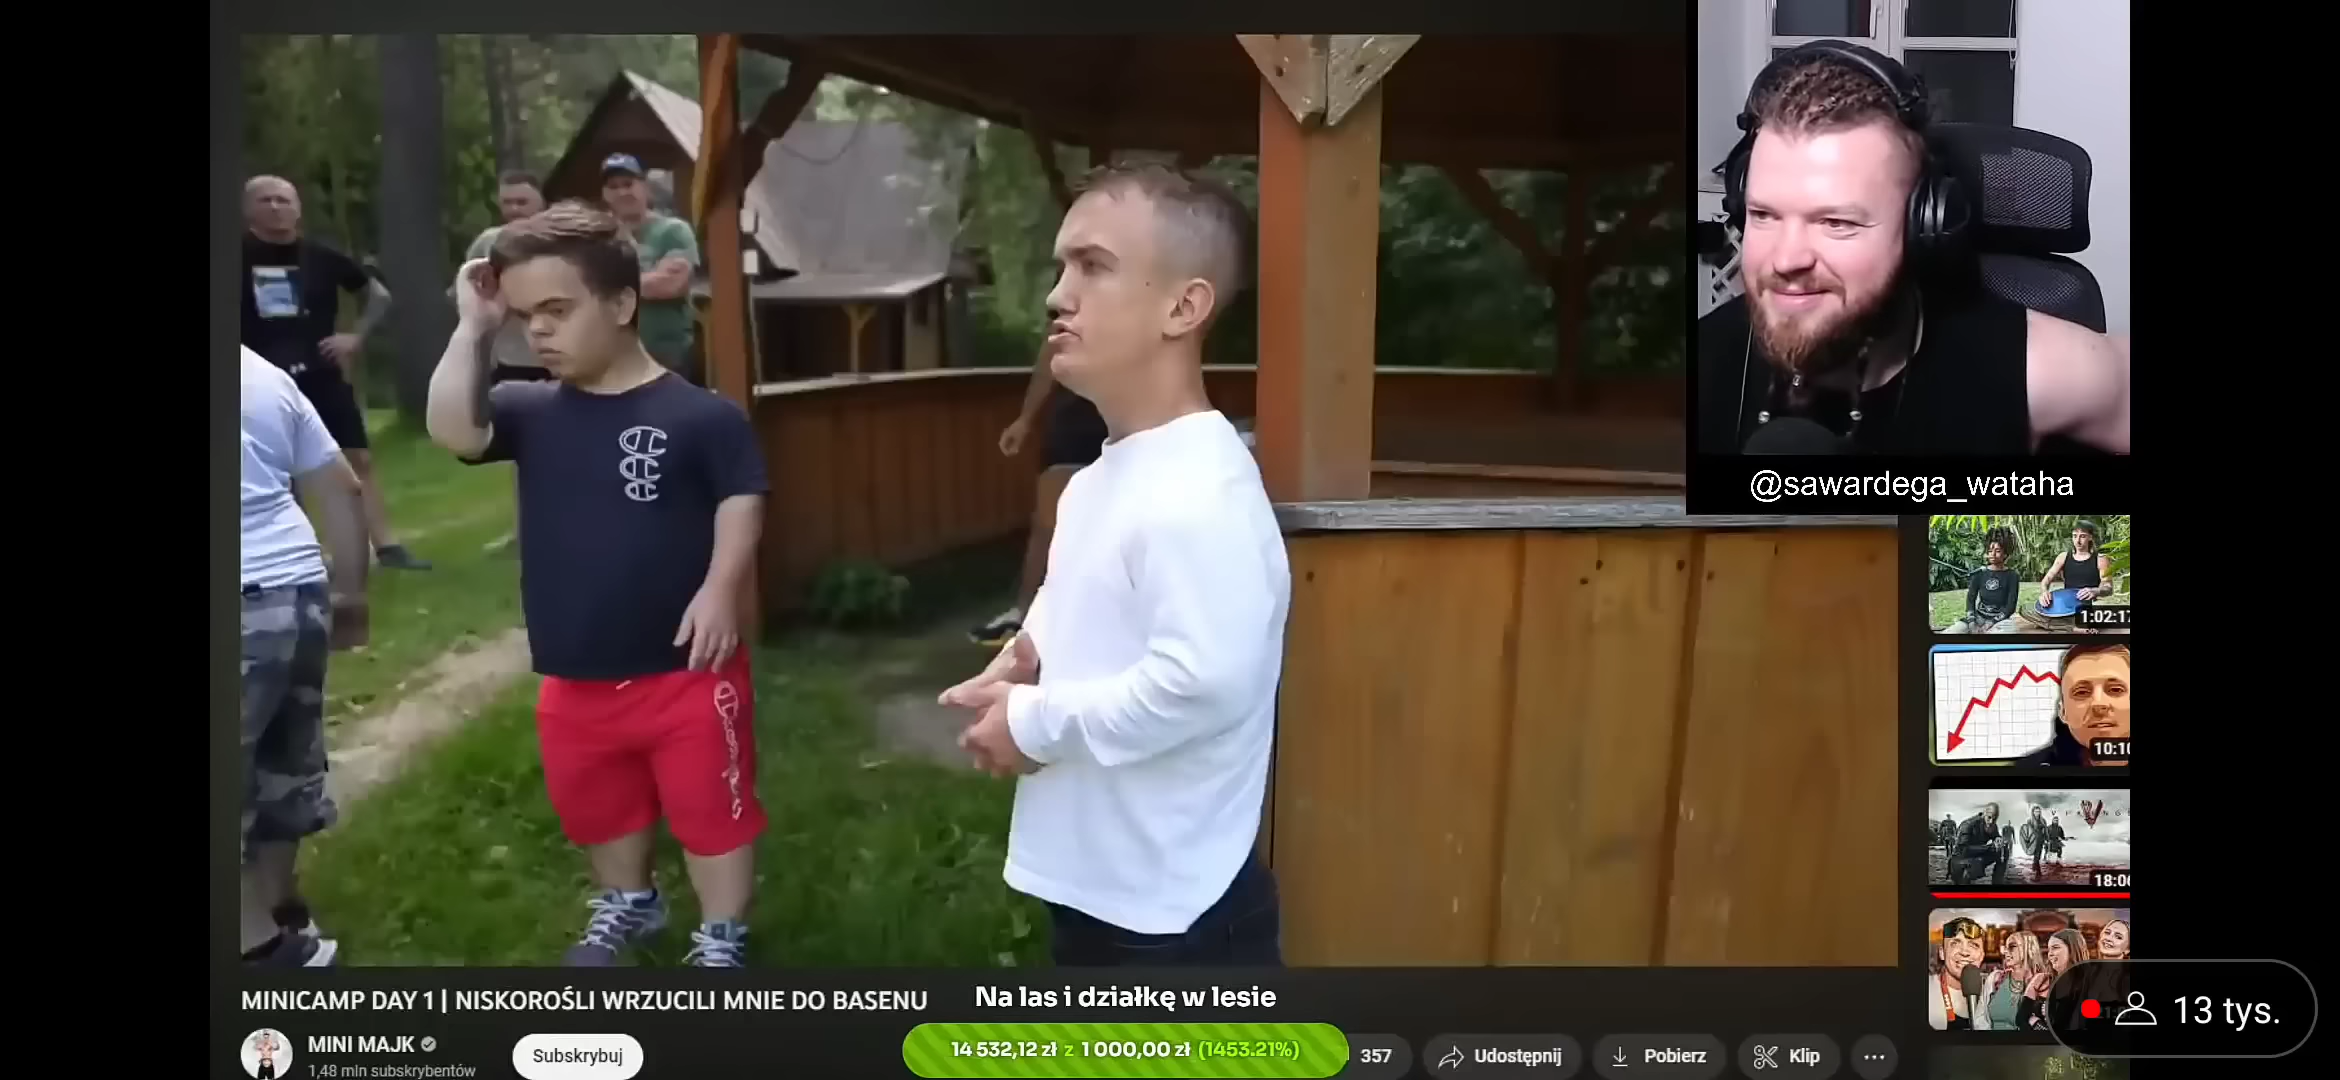 @sawardega_wataha
1:02:17
10:10
18:06
MINICAMP DAY 1 | NISKOROŚLI WRZUCILI MNIE DO BASENU
Na las i działkę w lesie
MINI MAJK
1,48 mln subskrybentów
Subskrybuj
14 532,12 zł z 1 000,00 zł (1453.21%)
357
Udostępnij
Pobierz
Klip
13 tys.